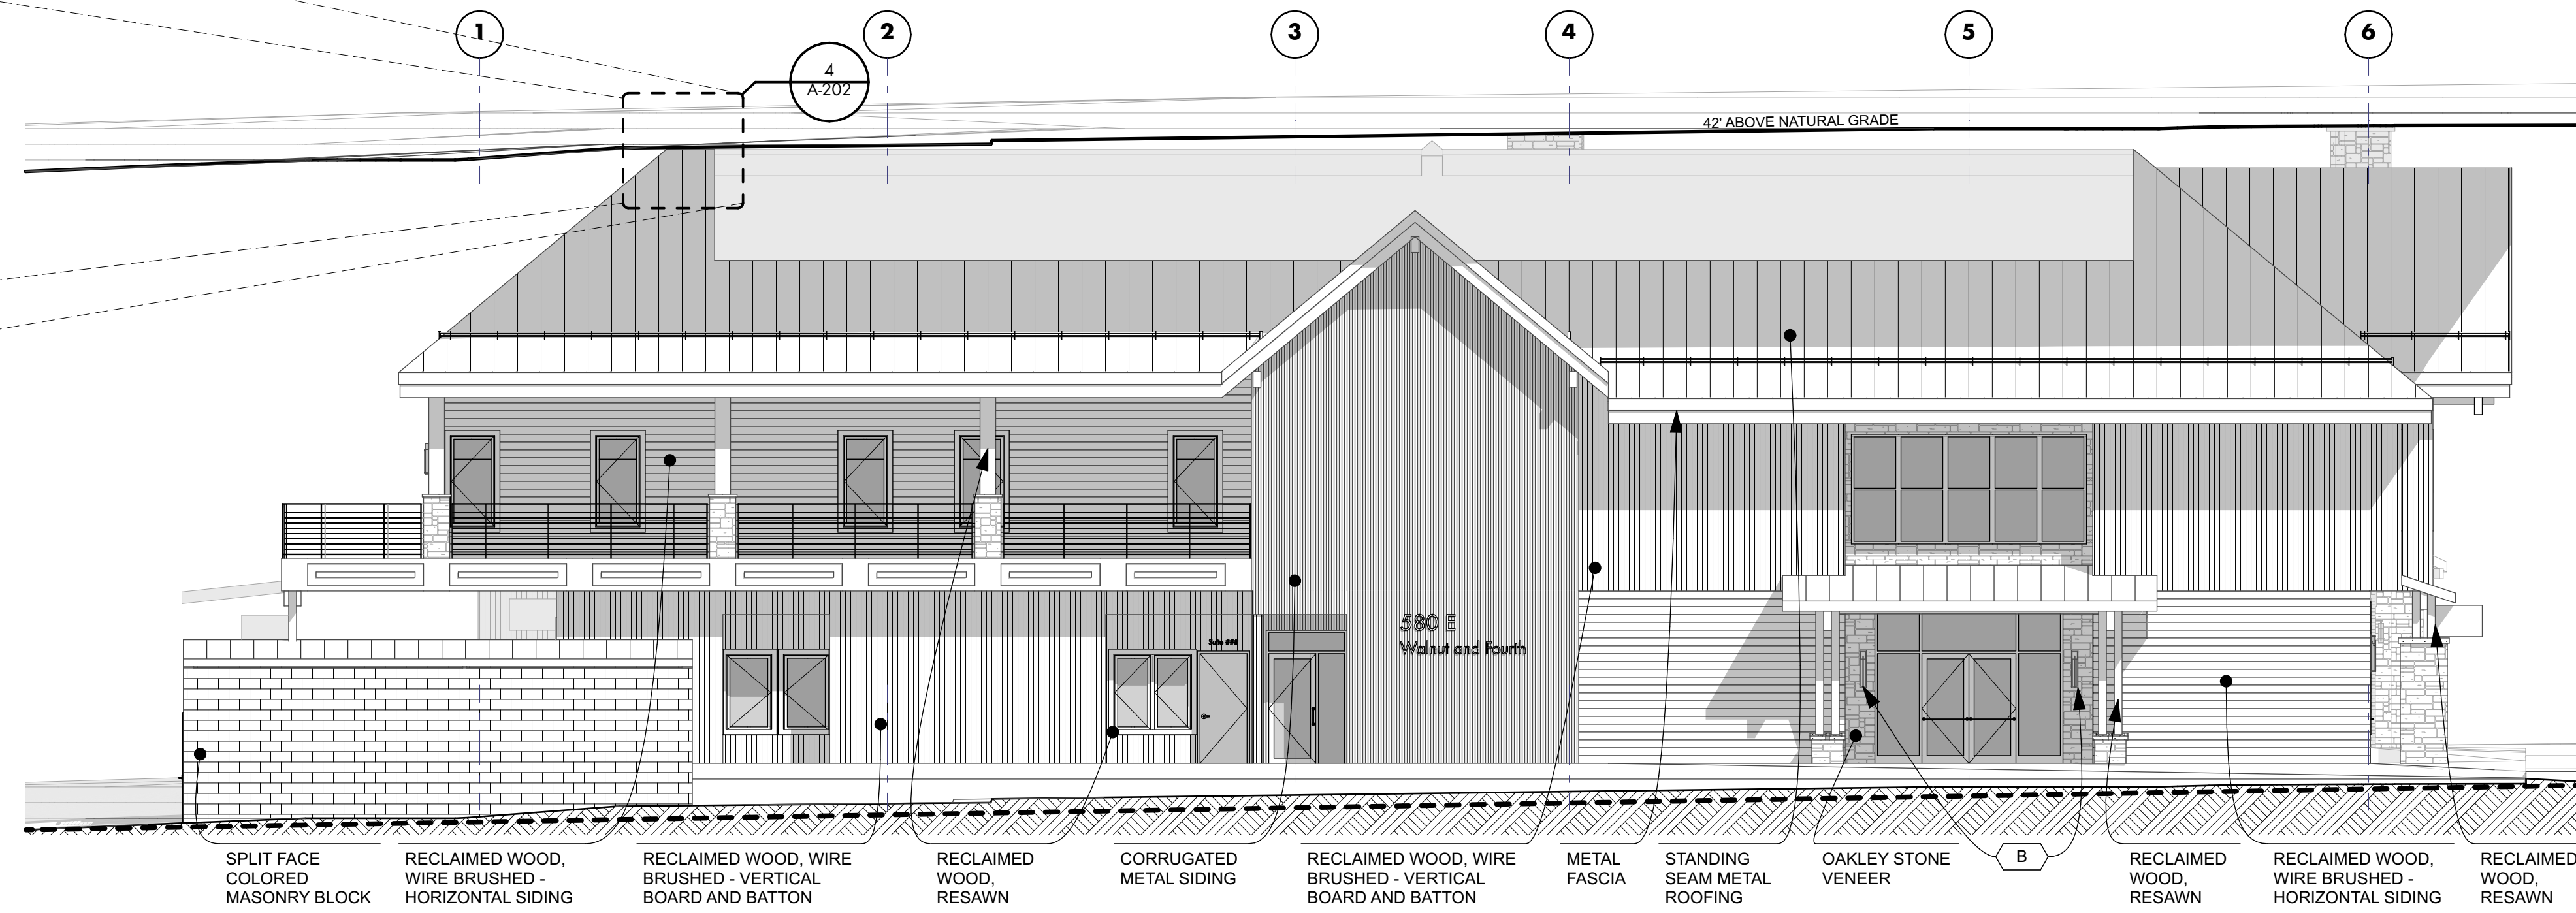 1
2
3
4
5
6
4
A-202
42' ABOVE NATURAL GRADE
Suite ###
580 E
Walnut and Fourth
SPLIT FACE
COLORED
MASONRY BLOCK
RECLAIMED WOOD,
WIRE BRUSHED -
HORIZONTAL SIDING
RECLAIMED WOOD, WIRE
BRUSHED - VERTICAL
BOARD AND BATTON
RECLAIMED
WOOD,
RESAWN
CORRUGATED
METAL SIDING
RECLAIMED WOOD, WIRE
BRUSHED - VERTICAL
BOARD AND BATTON
METAL
FASCIA
STANDING
SEAM METAL
ROOFING
OAKLEY STONE
VENEER
B
RECLAIMED
WOOD,
RESAWN
RECLAIMED WOOD,
WIRE BRUSHED -
HORIZONTAL SIDING
RECLAIMED
WOOD,
RESAWN